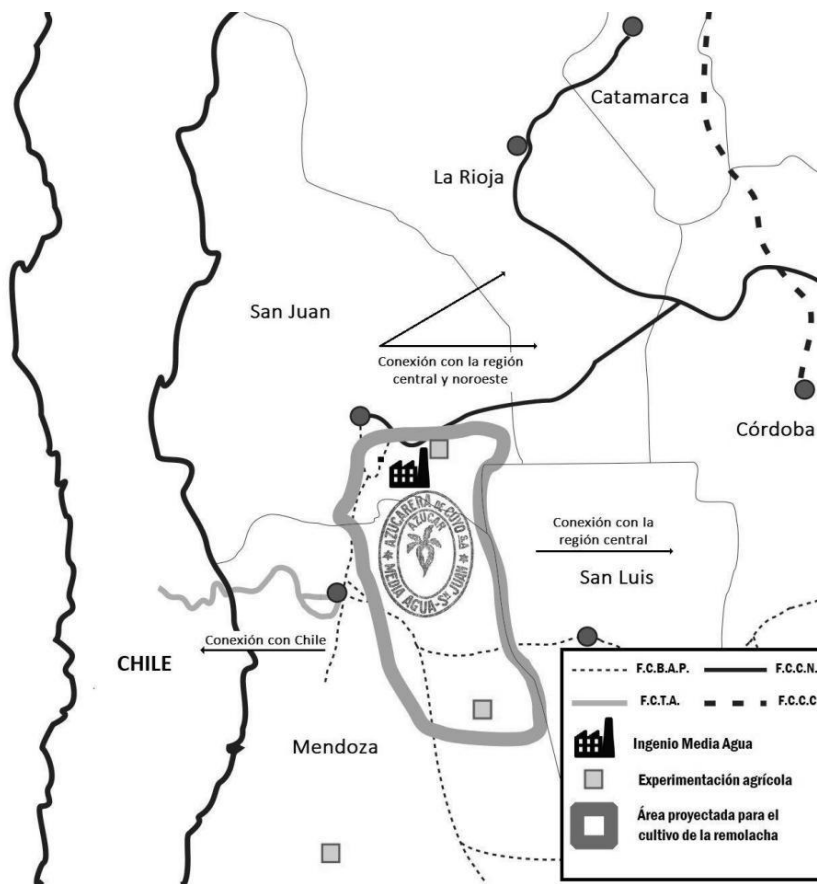 Catamarca
La Rioja
San Juan
Conexión con la región
central y noroeste
Córdoba
AZUCARERA DE CUYO S.A
AZUCAR
MEDIA AGUA-Sn JUAN
Conexión con la
región central
San Luis
Conexión con Chile
CHILE
Mendoza
F.C.B.A.P.
F.C.C.N.
F.C.T.A.
F.C.C.C
Ingenio Media Agua
Experimentación agrícola
Área proyectada para el
cultivo de la remolacha